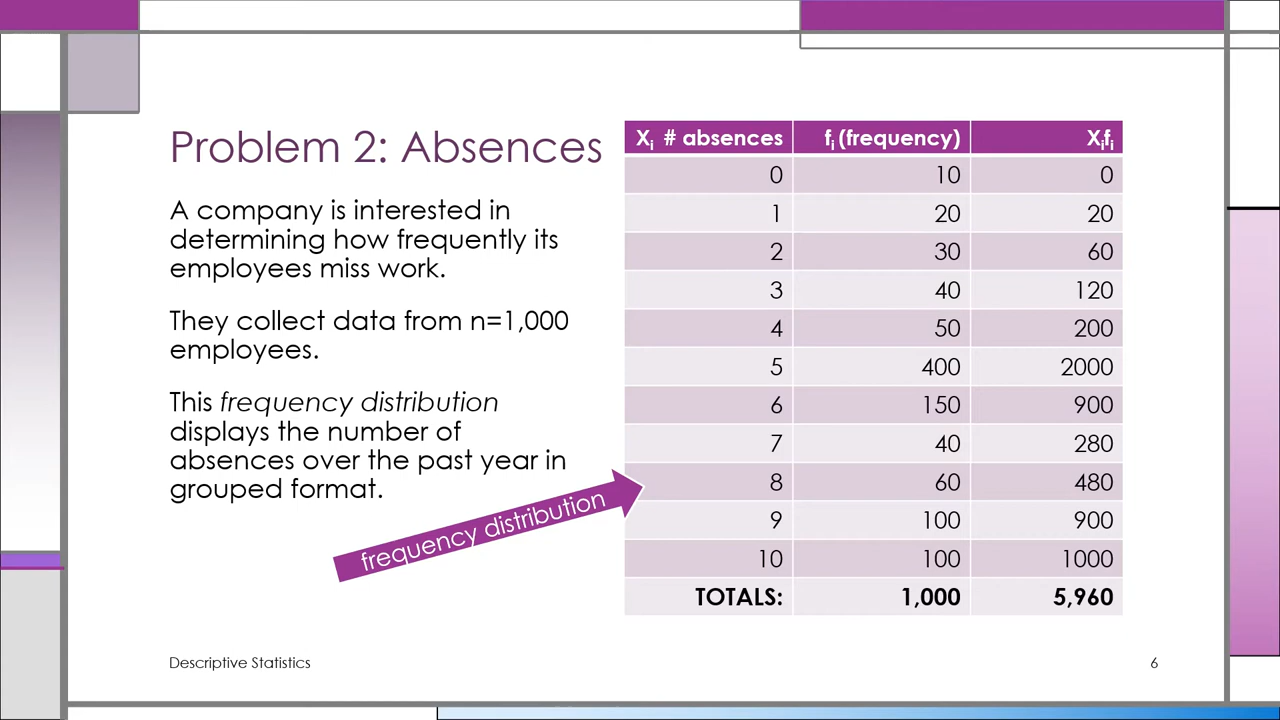 Problem 2: Absences
A company is interested in
determining how frequently its
employees miss work.
They collect data from n=1,000
employees.
This frequency distribution
displays the number of
absences over the past year in
grouped format.
frequency distribution
Xi # absences fi (frequency) Xifi
0 10 0
1 20 20
2 30 60
3 40 120
4 50 200
5 400 2000
6 150 900
7 40 280
8 60 480
9 100 900
10 100 1000
TOTALS: 1,000 5,960
Descriptive Statistics 6